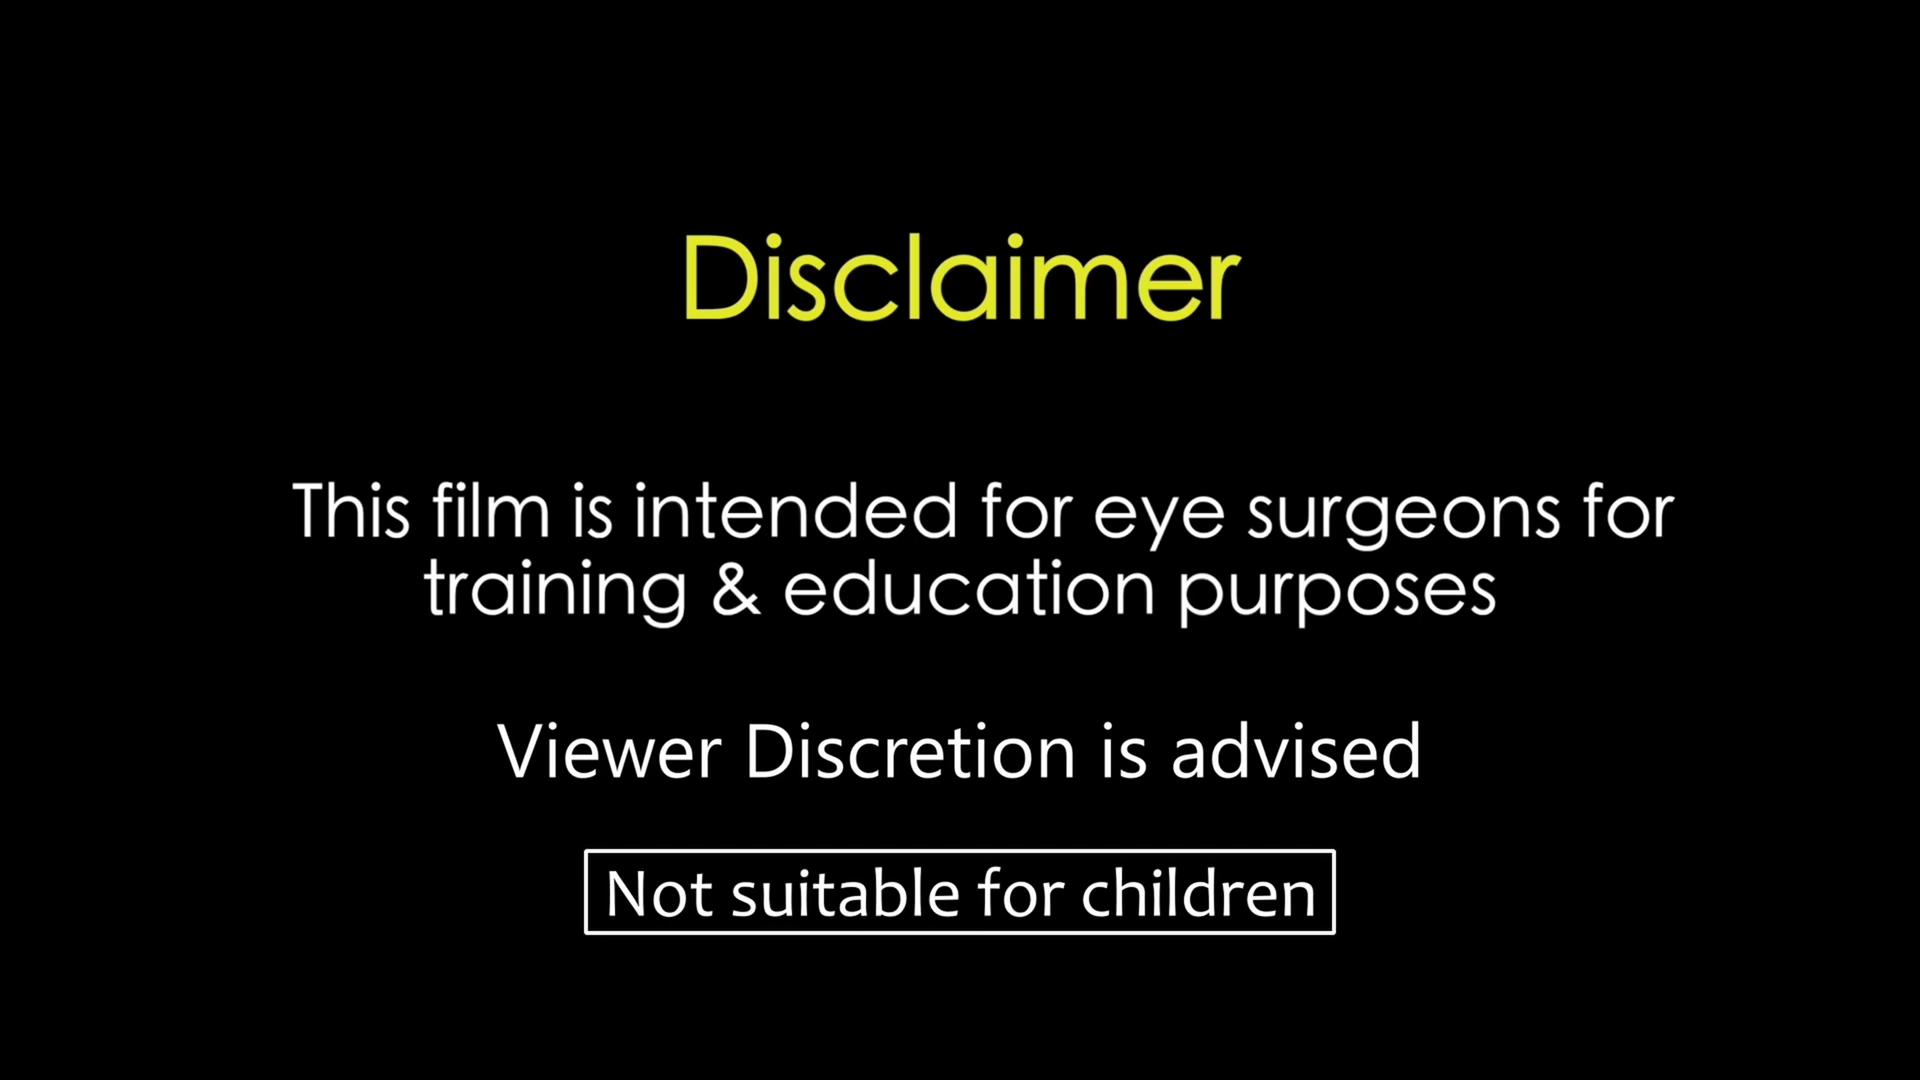 Disclaimer
This film is intended for eye surgeons for
training & education purposes
Viewer Discretion is advised
Not suitable for children